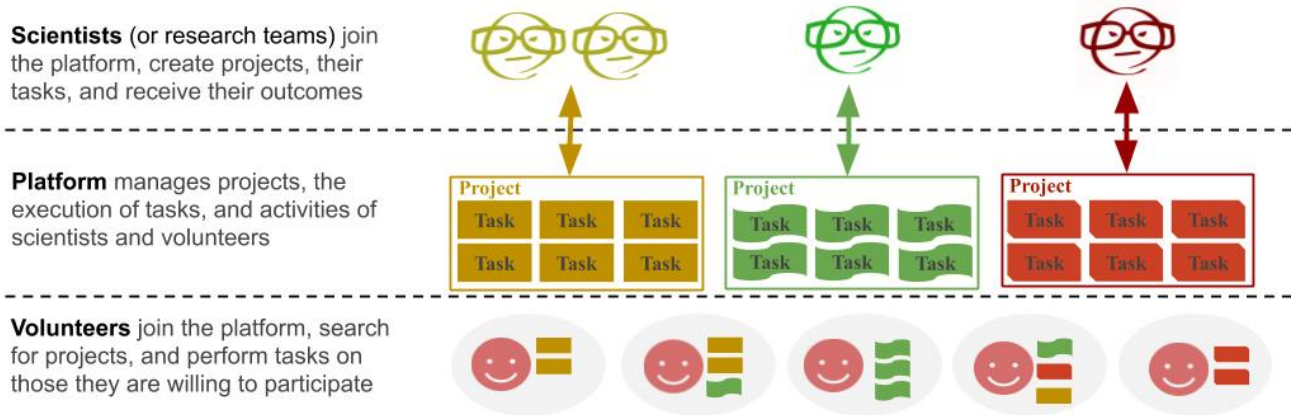 Scientists (or research teams) join
the platform, create projects, their
tasks, and receive their outcomes
Platform manages projects, the
execution of tasks, and activities of
scientists and volunteers
Project
Task Task Task
Task Task Task
Project
Task Task Task
Task Task Task
Project
Task Task Task
Task Task Task
Volunteers join the platform, search
for projects, and perform tasks on
those they are willing to participate